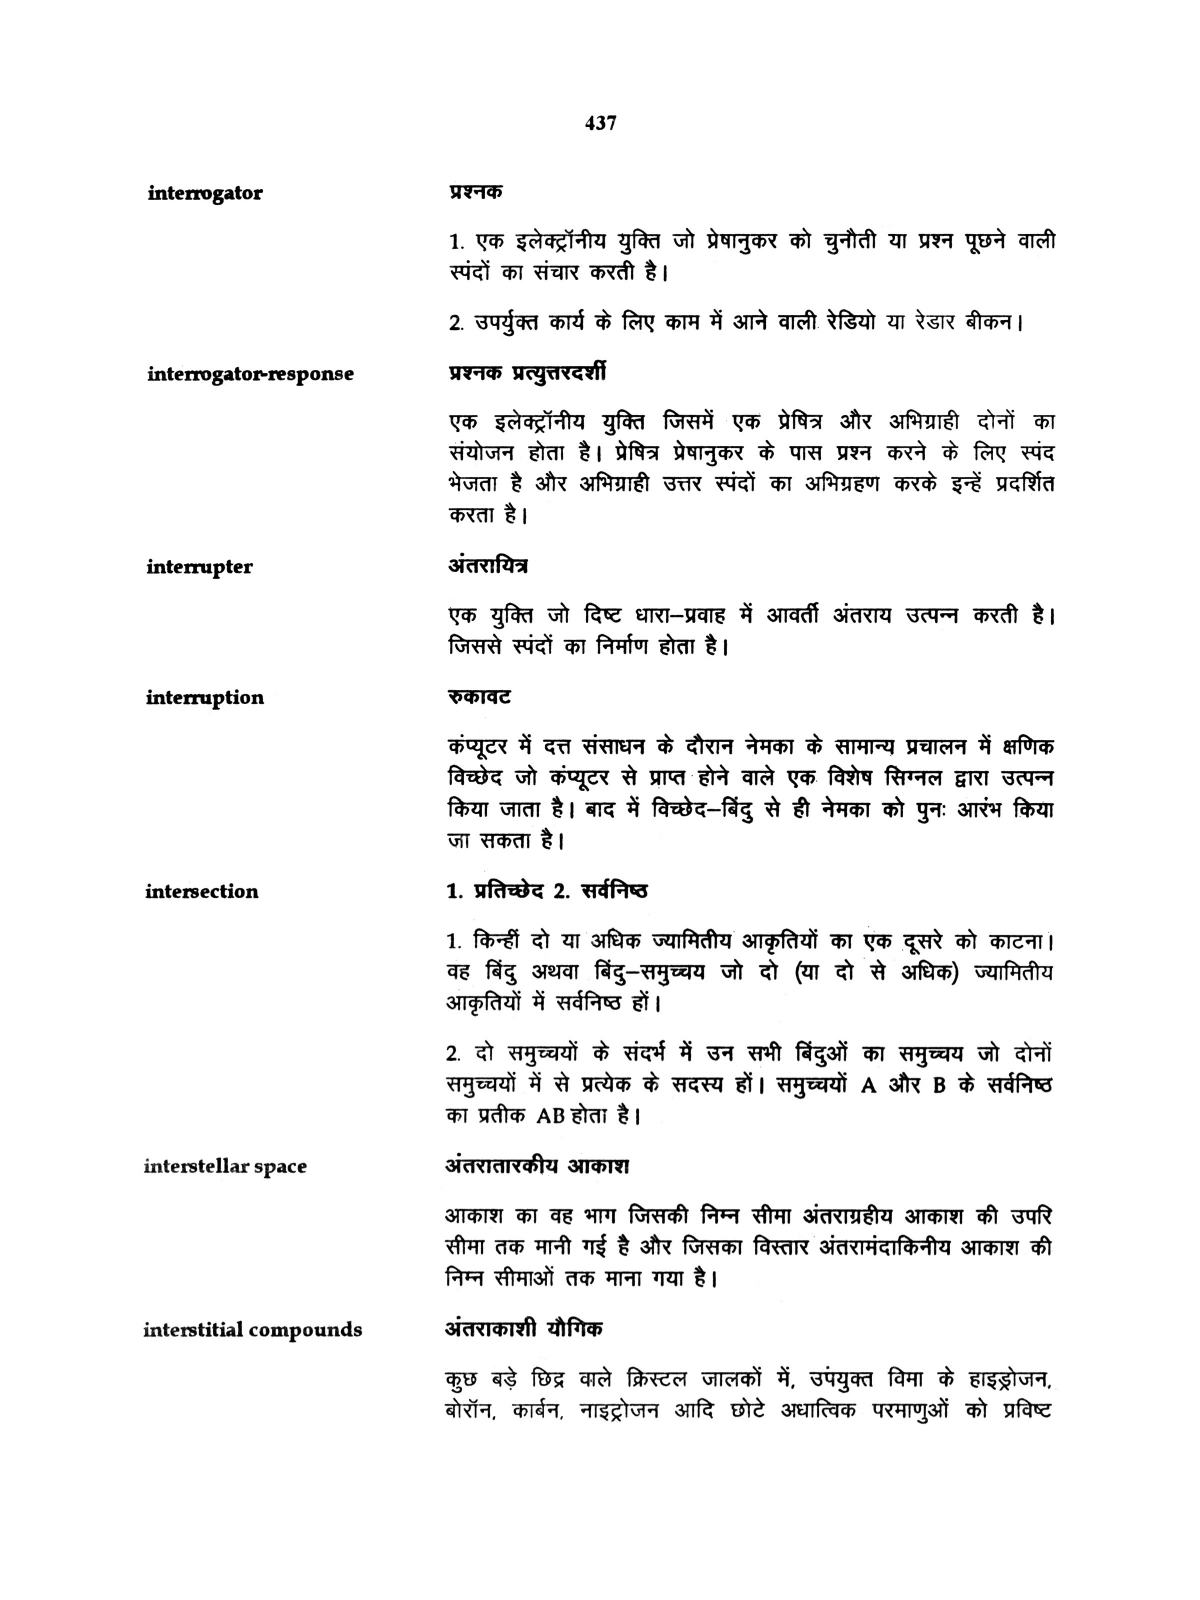 437
interrogator प्रश्नक
1. एक इलेक्ट्रॉनीय युक्ति जो प्रेषानुकर को चुनौती या प्रश्न पूछने वाली
स्पंदों का संचार करती है।
2. उपर्युक्त कार्य के लिए काम में आने वाली रेडियो या रेडार बीकन।
interrogator-response प्रश्नक प्रत्युत्तरदर्शी
एक इलेक्ट्रॉनीय युक्ति जिसमें एक प्रेषित्र और अभिग्राही दोनों का
संयोजन होता है। प्रेषित्र प्रेषानुकर के पास प्रश्न करने के लिए स्पंद
भेजता है और अभिग्राही उत्तर स्पंदों का अभिग्रहण करके इन्हें प्रदर्शित
करता है।
interrupter अंतरायित्र
एक युक्ति जो दिष्ट धारा–प्रवाह में आवर्ती अंतराय उत्पन्न करती है।
जिससे स्पंदों का निर्माण होता है।
interruption रुकावट
कंप्यूटर में दत्त संसाधन के दौरान नेमका के सामान्य प्रचालन में क्षणिक
विच्छेद जो कंप्यूटर से प्राप्त होने वाले एक विशेष सिग्नल द्वारा उत्पन्न
किया जाता है। बाद में विच्छेद–बिंदु से ही नेमका को पुनः आरंभ किया
जा सकता है।
intersection 1. प्रतिच्छेद 2. सर्वनिष्ठ
1. किन्हीं दो या अधिक ज्यामितीय आकृतियों का एक दूसरे को काटना।
वह बिंदु अथवा बिंदु–समुच्चय जो दो (या दो से अधिक) ज्यामितीय
आकृतियों में सर्वनिष्ठ हों।
2. दो समुच्चयों के संदर्भ में उन सभी बिंदुओं का समुच्चय जो दोनों
समुच्चयों में से प्रत्येक के सदस्य हों। समुच्चयों A और B के सर्वनिष्ठ
का प्रतीक AB होता है।
interstellar space अंतरातारकीय आकाश
आकाश का वह भाग जिसकी निम्न सीमा अंतराग्रहीय आकाश की उपरि
सीमा तक मानी गई है और जिसका विस्तार अंतरामंदाकिनीय आकाश की
निम्न सीमाओं तक माना गया है।
interstitial compounds अंतराकाशी यौगिक
कुछ बड़े छिद्र वाले क्रिस्टल जालकों में, उपंयुक्त विमा के हाइड्रोजन,
बोरॉन, कार्बन, नाइट्रोजन आदि छोटे अधात्विक परमाणुओं को प्रविष्ट